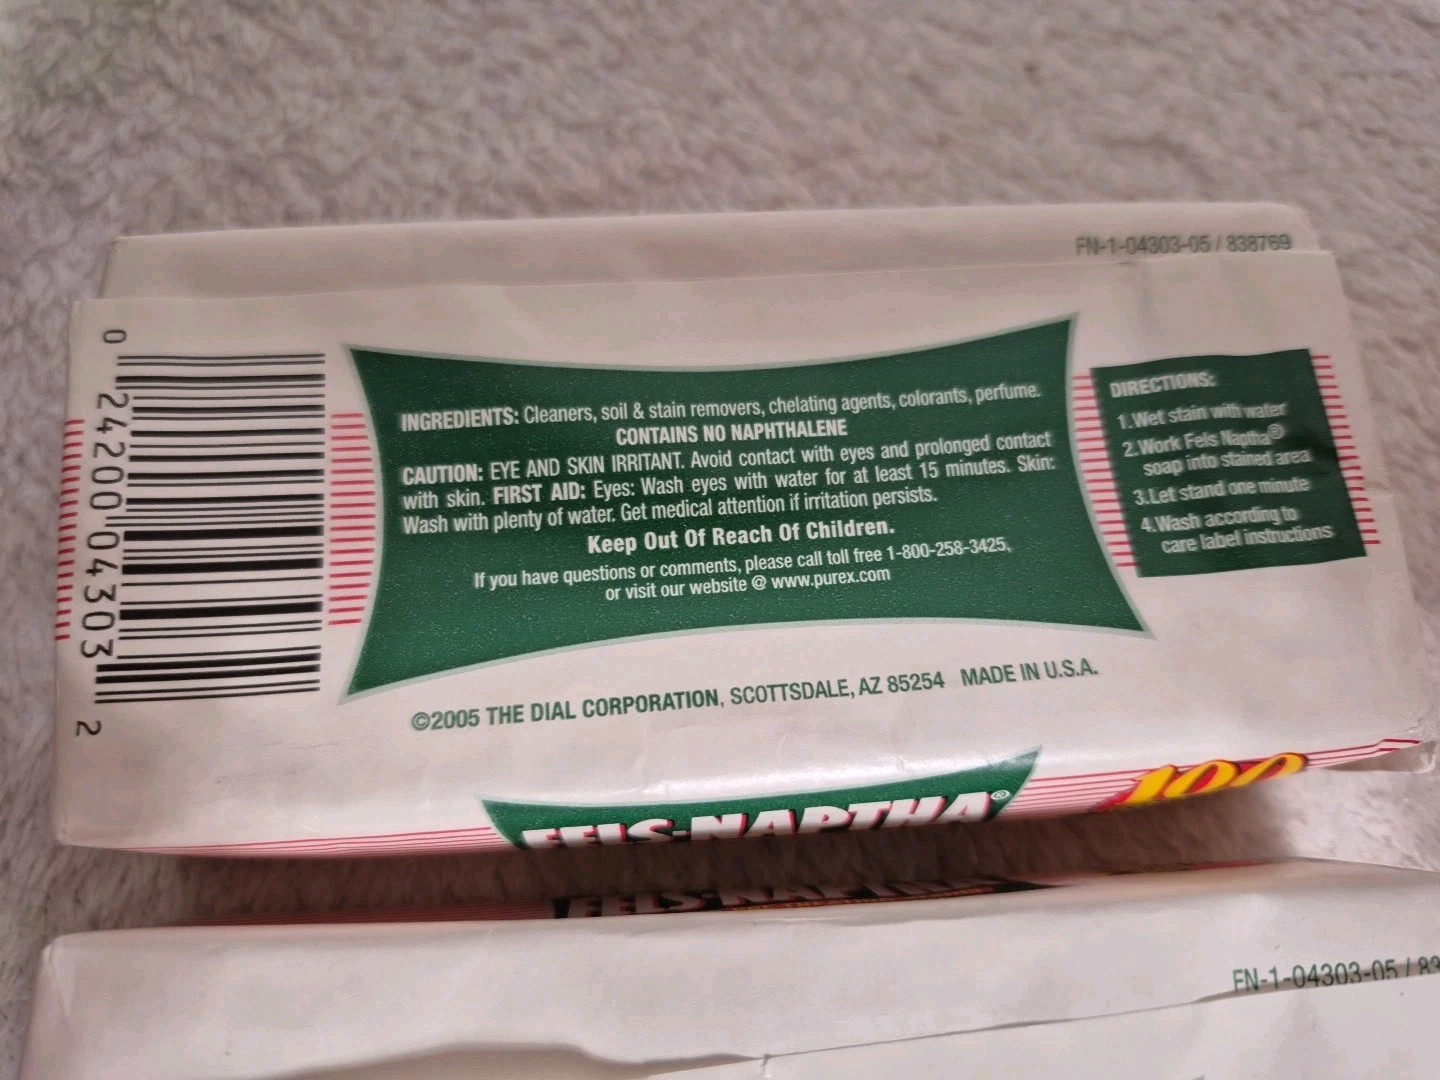 FN-1-04303-05 / 838769
0 24200 04303 2
INGREDIENTS: Cleaners, soil & stain removers, chelating agents, colorants, perfume.
CONTAINS NO NAPHTHALENE
CAUTION: EYE AND SKIN IRRITANT. Avoid contact with eyes and prolonged contact
with skin. FIRST AID: Eyes: Wash eyes with water for at least 15 minutes. Skin:
Wash with plenty of water. Get medical attention if irritation persists.
Keep Out Of Reach Of Children.
If you have questions or comments, please call toll free 1-800-258-3425,
or visit our website @ www.purex.com
DIRECTIONS:
1.Wet stain with water
2.Work Fels Naptha®
soap into stained area
3.Let stand one minute
4.Wash according to
care label instructions
©2005 THE DIAL CORPORATION, SCOTTSDALE, AZ 85254 MADE IN U.S.A.
FELS-NAPTHA®
100
FELS-NAPTHA
FN-1-04303-05 / 83